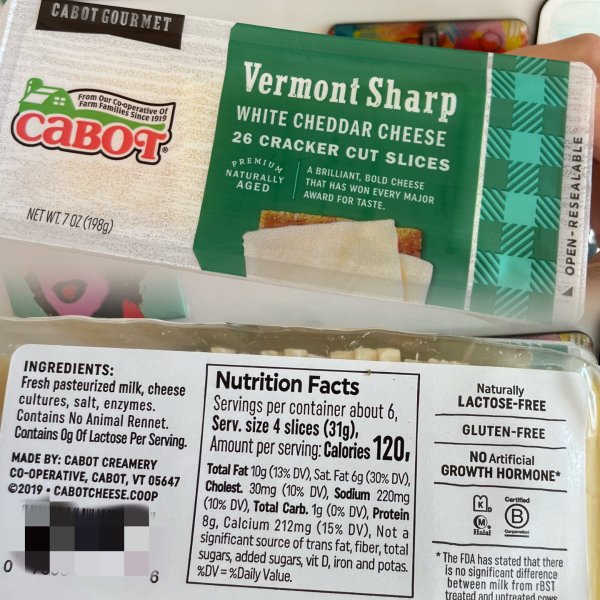 CABOT GOURMET
From Our Co-operative Of
Farm Families Since 1919
CABOT®
NET WT. 7 OZ (198g)
Vermont Sharp
WHITE CHEDDAR CHEESE
26 CRACKER CUT SLICES
PREMIUM
NATURALLY
AGED
A BRILLIANT, BOLD CHEESE
THAT HAS WON EVERY MAJOR
AWARD FOR TASTE.
OPEN - RESEALABLE
INGREDIENTS:
Fresh pasteurized milk, cheese
cultures, salt, enzymes.
Contains No Animal Rennet.
Contains 0g Of Lactose Per Serving.
MADE BY: CABOT CREAMERY
CO-OPERATIVE, CABOT, VT 05647
©2019 • CABOTCHEESE.COOP
0
6
Nutrition Facts
Servings per container about 6,
Serv. size 4 slices (31g),
Amount per serving: Calories 120,
Total Fat 10g (13% DV), Sat. Fat 6g (30% DV),
Cholest. 30mg (10% DV), Sodium 220mg
(10% DV), Total Carb. 1g (0% DV), Protein
8g, Calcium 212mg (15% DV), Not a
significant source of trans fat, fiber, total
sugars, added sugars, vit D, iron and potas.
%DV = %Daily Value.
Naturally
LACTOSE-FREE
GLUTEN-FREE
NO Artificial
GROWTH HORMONE*
K
M
Halal
Certified
B
Corporation
*The FDA has stated that there
is no significant difference
between milk from rBST
treated and untreated cows.